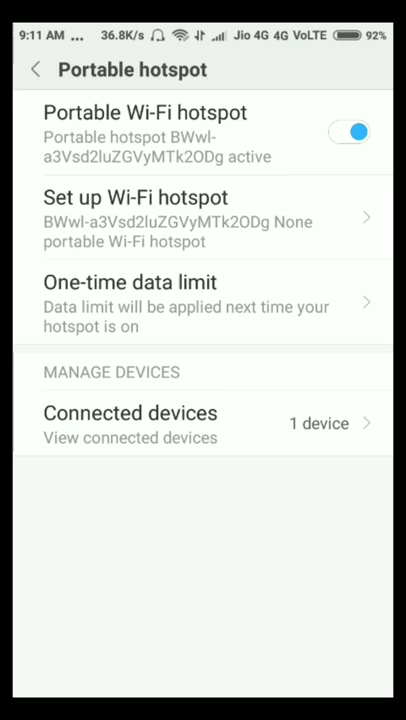 9:11 AM ... 36.8K/s Jio 4G 4G VoLTE 92%
Portable hotspot
Portable Wi-Fi hotspot
Portable hotspot BWwl-
a3Vsd2luZGVyMTk2ODg active
Set up Wi-Fi hotspot
BWwl-a3Vsd2luZGVyMTk2ODg None
portable Wi-Fi hotspot
One-time data limit
Data limit will be applied next time your
hotspot is on
MANAGE DEVICES
Connected devices
1 device
View connected devices